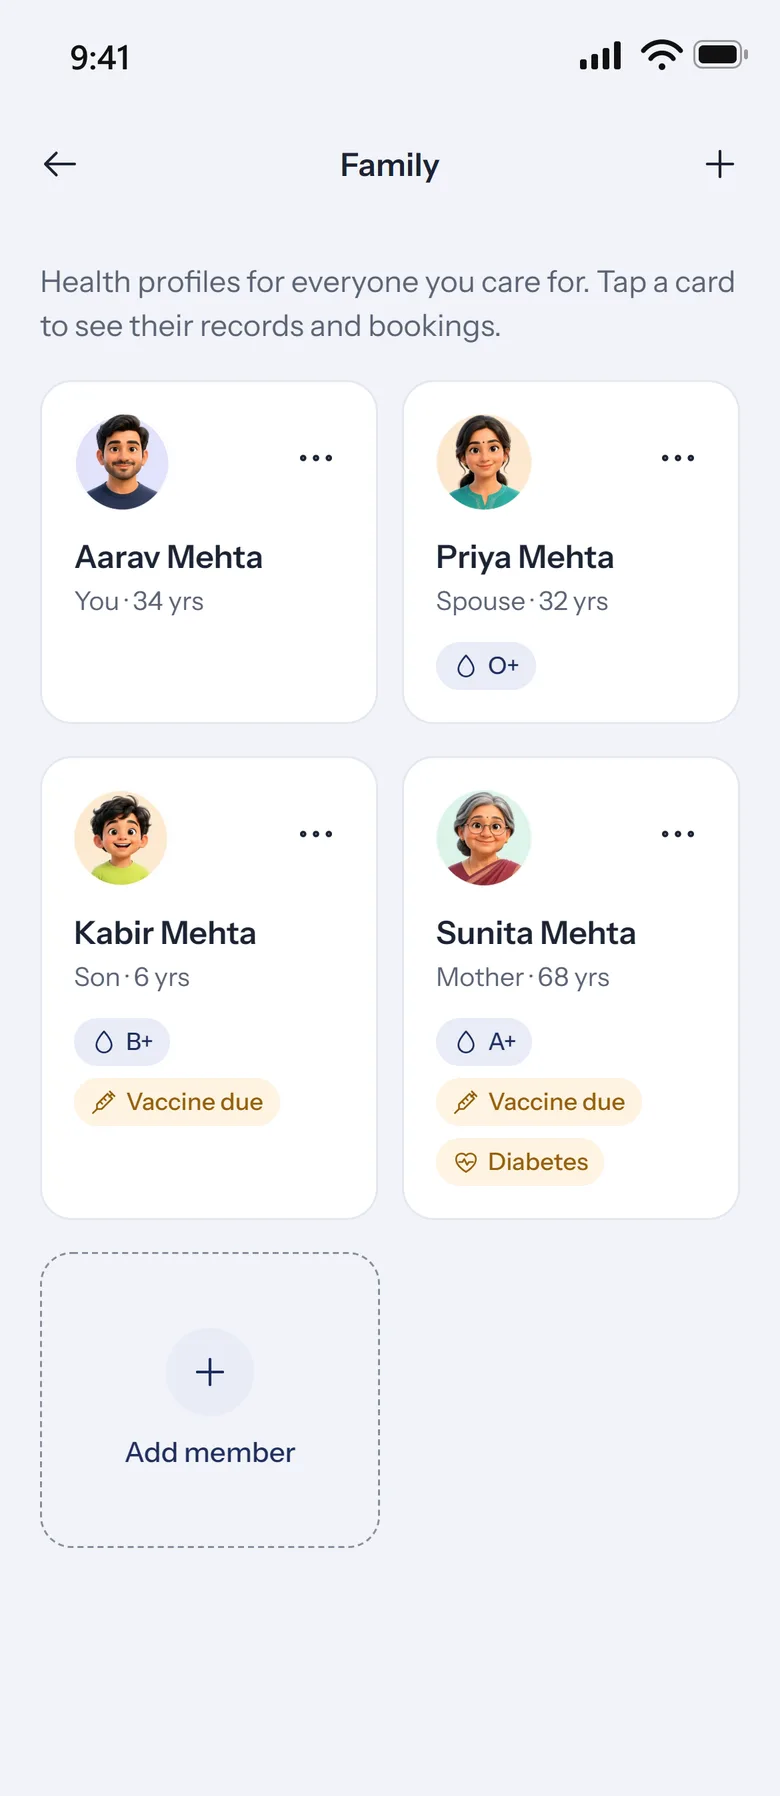 9:41
Family
Health profiles for everyone you care for. Tap a card
to see their records and bookings.
Aarav Mehta
You · 34 yrs
Priya Mehta
Spouse · 32 yrs
O+
Kabir Mehta
Son · 6 yrs
B+
Vaccine due
Sunita Mehta
Mother · 68 yrs
A+
Vaccine due
Diabetes
Add member